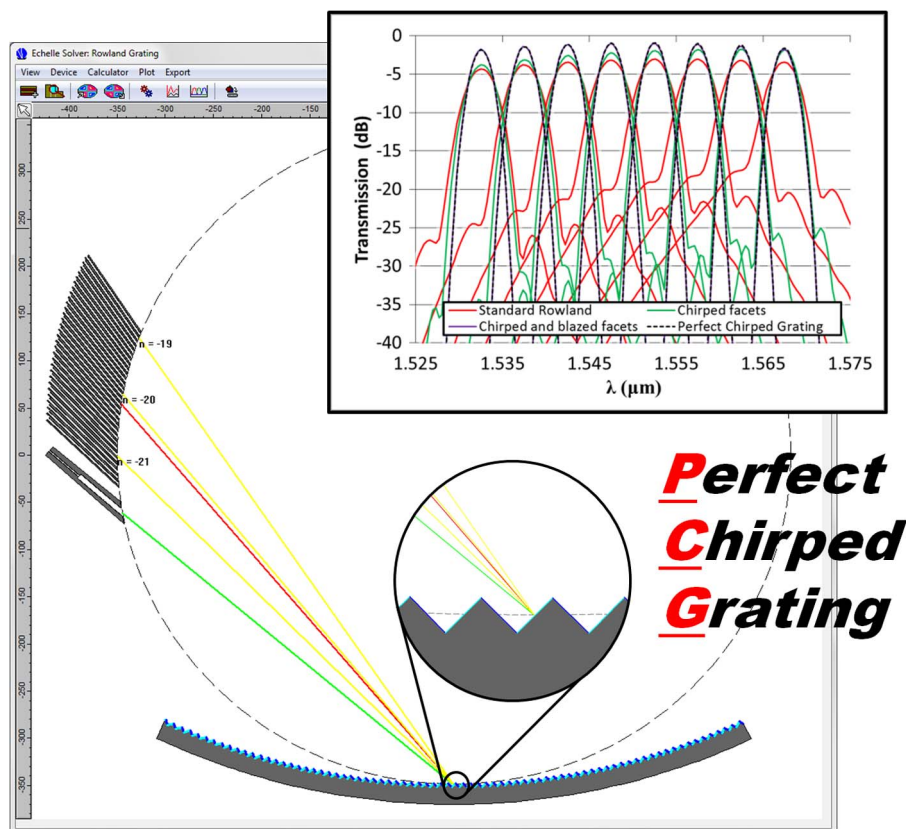 Echelle Solver: Rowland Grating
View Device Calculator Plot Export
-400 -350 -300 -250 -200 -150
300
250
200
150
100
50
0
-50
-100
-150
-200
-250
-300
-350
n = -19
n = -20
n = -21
Transmission (dB)
0
-5
-10
-15
-20
-25
-30
-35
-40
Standard Rowland Chirped facets
Chirped and blazed facets Perfect Chirped Grating
1.525 1.535 1.545 1.555 1.565 1.575
λ (µm)
Perfect
Chirped
Grating